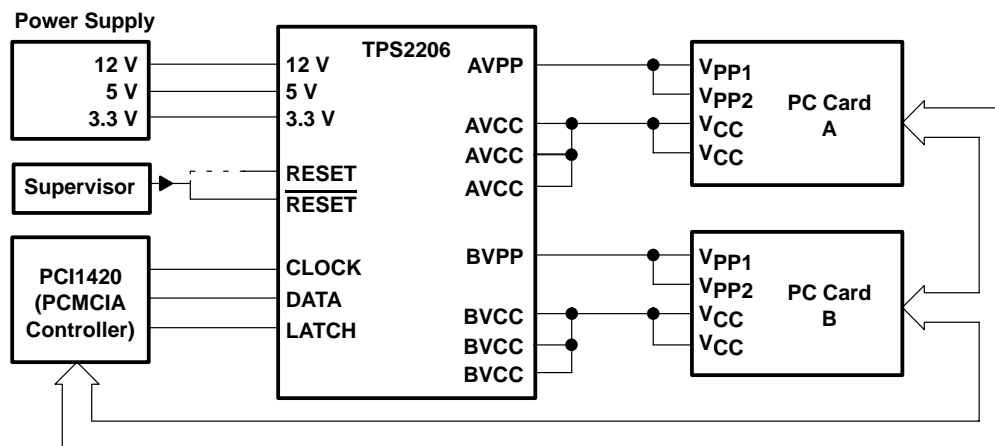 Power Supply
12 V
5 V
3.3 V
Supervisor
PCI1420
(PCMCIA
Controller)
TPS2206
12 V
5 V
3.3 V
RESET
RESET
CLOCK
DATA
LATCH
AVPP
AVCC
AVCC
AVCC
BVPP
BVCC
BVCC
BVCC
VPP1
VPP2
VCC
VCC
PC Card
A
VPP1
VPP2
VCC
VCC
PC Card
B